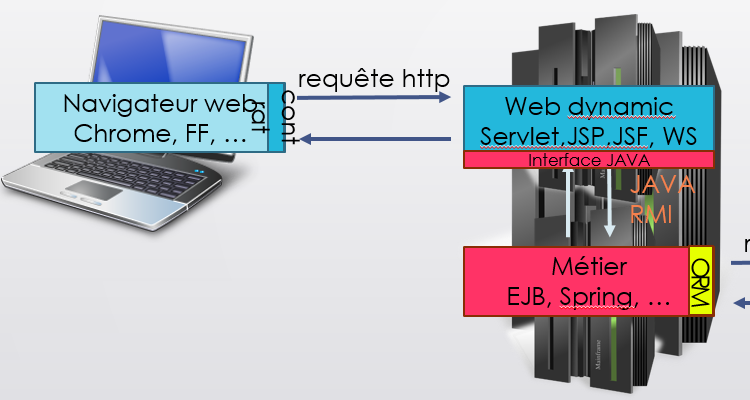 requête http
Navigateur web
Chrome, FF, ...
cont
rat
Web dynamic
Servlet,JSP,JSF, WS
Interface JAVA
JAVA
RMI
Métier
EJB, Spring, ...
ORM
Mainframe